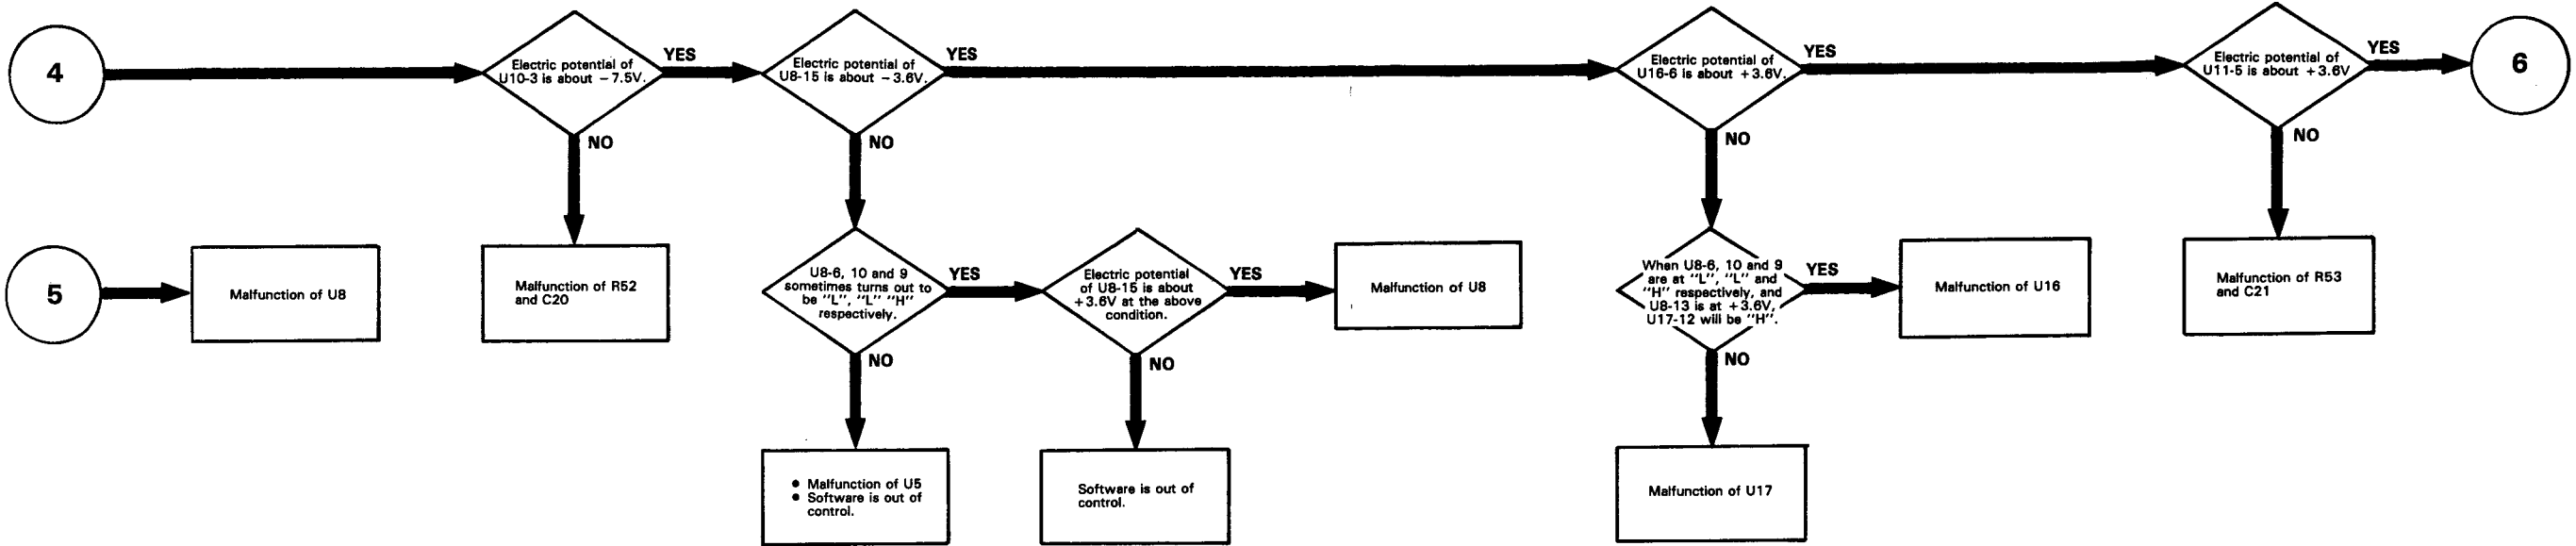 4
Electric potential of
U10-3 is about −7.5V.
YES
NO
Electric potential of
U8-15 is about −3.6V.
YES
NO
Electric potential of
U16-6 is about +3.6V.
YES
NO
Electric potential of
U11-5 is about +3.6V
YES
NO
6
5
Malfunction of U8
Malfunction of R52
and C20
U8-6, 10 and 9
sometimes turns out to
be "L", "L" "H"
respectively.
YES
NO
Electric potential
of U8-15 is about
+3.6V at the above
condition.
YES
NO
Malfunction of U8
When U8-6, 10 and 9
are at "L", "L" and
"H" respectively, and
U8-13 is at +3.6V,
U17-12 will be "H".
YES
NO
Malfunction of U16
Malfunction of R53
and C21
● Malfunction of U5
● Software is out of
control.
Software is out of
control.
Malfunction of U17